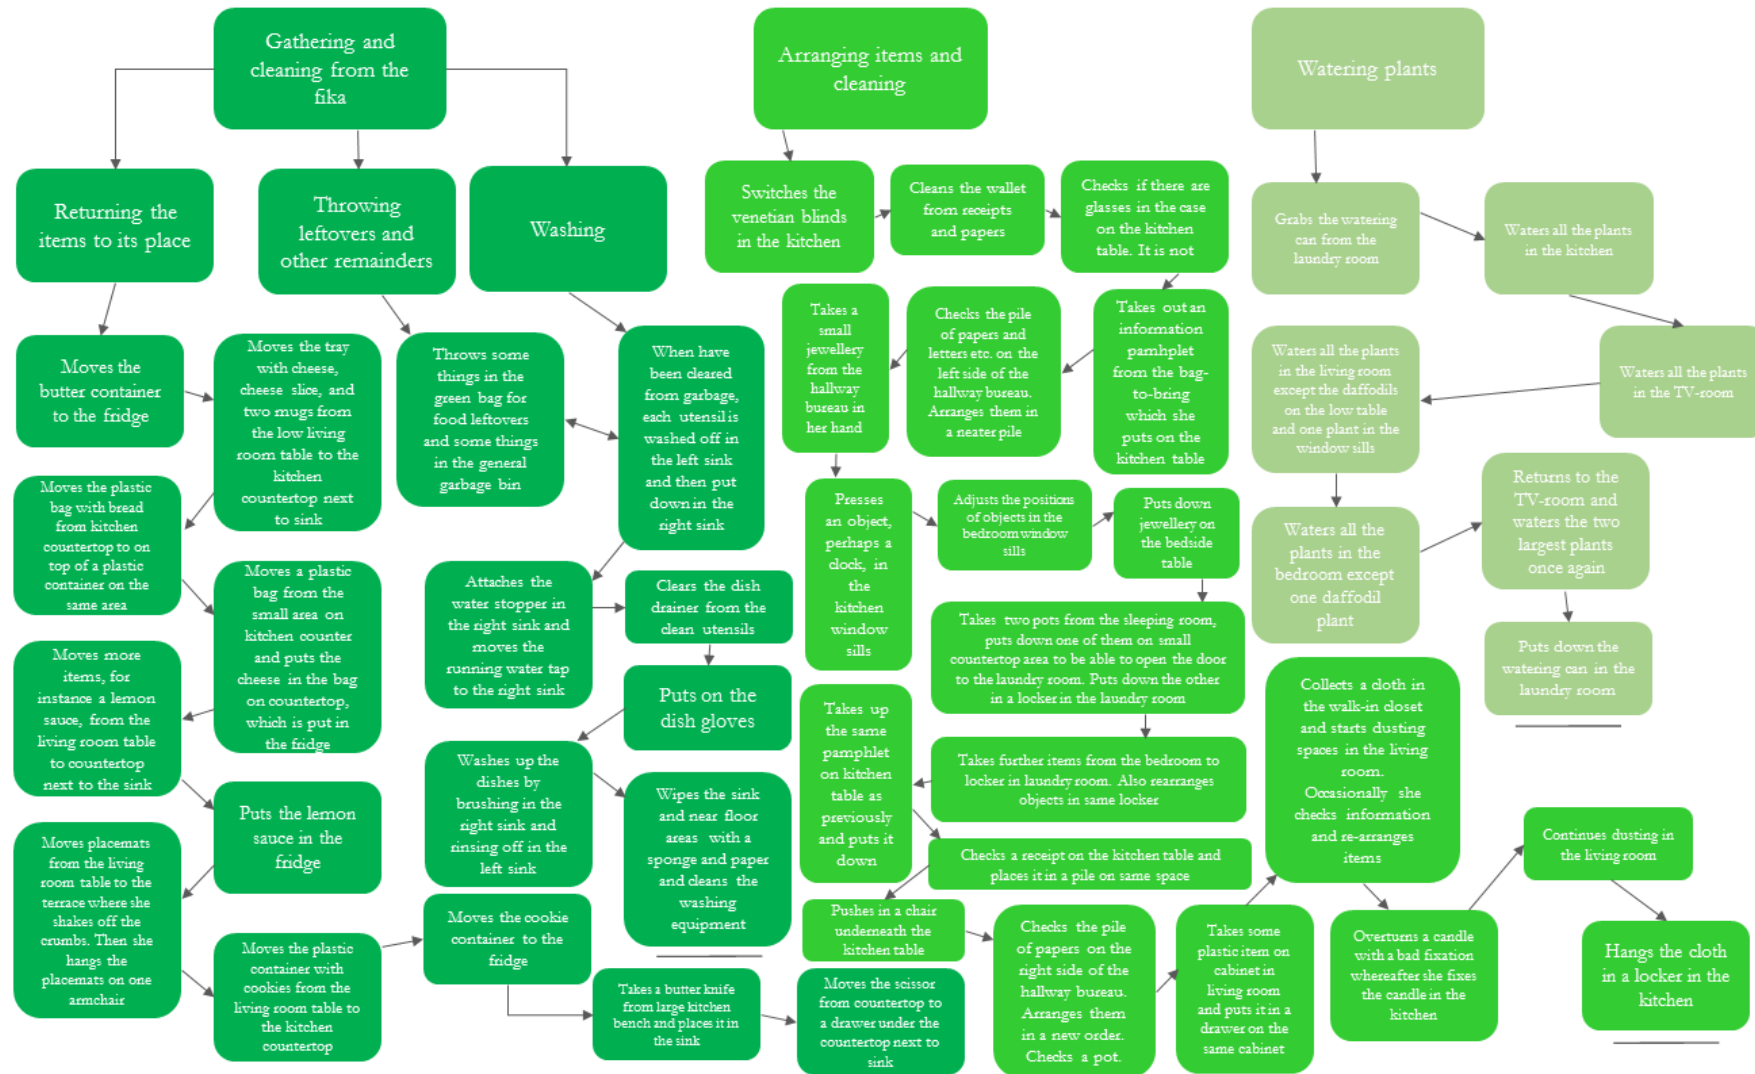 Gathering and
cleaning from the
fika
Returning the
items to its place
Throwing
leftovers and
other remainders
Washing
Moves the
butter container
to the fridge
Moves the tray
with cheese,
cheese slice, and
two mugs from
the low living
room table to the
kitchen
countertop next
to sink
Moves the plastic
bag with bread
from kitchen
countertop to on
top of a plastic
container on the
same area
Moves a plastic
bag from the
small area on
kitchen counter
and puts the
cheese in the bag
on countertop,
which is put in
the fridge
Moves more
items, for
instance a lemon
sauce, from the
living room table
to countertop
next to the sink
Puts the lemon
sauce in the
fridge
Moves placemats
from the living
room table to the
terrace where she
shakes off the
crumbs. Then she
hangs the
placemats on one
armchair
Moves the plastic
container with
cookies from the
living room table to
the kitchen
countertop
Moves the cookie
container to the
fridge
Takes a butter knife
from large kitchen
bench and places it in
the sink
Moves the scissor
from countertop to
a drawer under the
countertop next to
sink
Throws some
things in the
green bag for
food leftovers
and some things
in the general
garbage bin
When have
been cleared
from garbage,
each utensil is
washed off in
the left sink
and then put
down in the
right sink
Attaches the
water stopper in
the right sink and
moves the
running water tap
to the right sink
Clears the dish
drainer from the
clean utensils
Puts on the
dish gloves
Washes up the
dishes by
brushing in the
right sink and
rinsing off in the
left sink
Wipes the sink
and near floor
areas with a
sponge and paper
and cleans the
washing
equipment
Arranging items and
cleaning
Switches the
venetian blinds
in the kitchen
Cleans the wallet
from receipts
and papers
Checks if there are
glasses in the case
on the kitchen
table. It is not
Takes out an
information
pamhplet
from the bag-
to-bring
which she
puts on the
kitchen table
Checks the pile
of papers and
letters etc. on the
left side of the
hallway bureau.
Arranges them in
a neater pile
Takes a
small
jewellery
from the
hallway
bureau in
her hand
Presses
an object,
perhaps a
clock, in
the
kitchen
window
sills
Adjusts the positions
of objects in the
bedroom window
sills
Puts down
jewellery on
the bedside
table
Takes two pots from the sleeping room,
puts down one of them on small
countertop area to be able to open the door
to the laundry room. Puts down the other
in a locker in the laundry room
Takes further items from the bedroom to
locker in laundry room. Also rearranges
objects in same locker
Takes up
the same
pamphlet
on kitchen
table as
previously
and puts it
down
Checks a receipt on the kitchen table and
places it in a pile on same space
Pushes in a chair
underneath the
kitchen table
Checks the pile
of papers on the
right side of the
hallway bureau.
Arranges them
in a new order.
Checks a pot.
Takes some
plastic item on
cabinet in
living room
and puts it in a
drawer on the
same cabinet
Collects a cloth in
the walk-in closet
and starts dusting
spaces in the living
room.
Occasionally she
checks information
and re-arranges
items
Overturns a candle
with a bad fixation
whereafter she fixes
the candle in the
kitchen
Continues dusting in
the living room
Hangs the cloth
in a locker in the
kitchen
Watering plants
Grabs the watering
can from the
laundry room
Waters all the plants
in the kitchen
Waters all the plants
in the TV-room
Waters all the plants
in the living room
except the daffodils
on the low table
and one plant in the
window sills
Waters all the
plants in the
bedroom except
one daffodil
plant
Returns to the
TV-room and
waters the two
largest plants
once again
Puts down the
watering can in the
laundry room